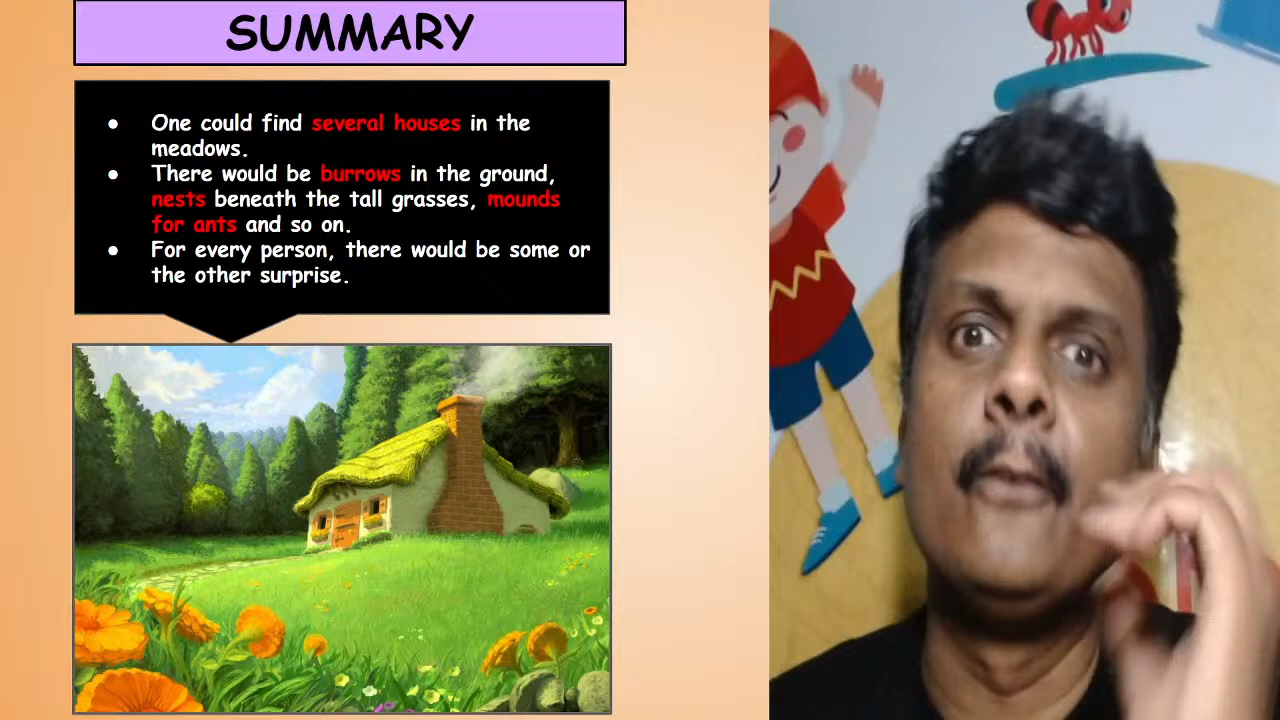 SUMMARY
● One could find several houses in the
meadows.
● There would be burrows in the ground,
nests beneath the tall grasses, mounds
for ants and so on.
● For every person, there would be some or
the other surprise.